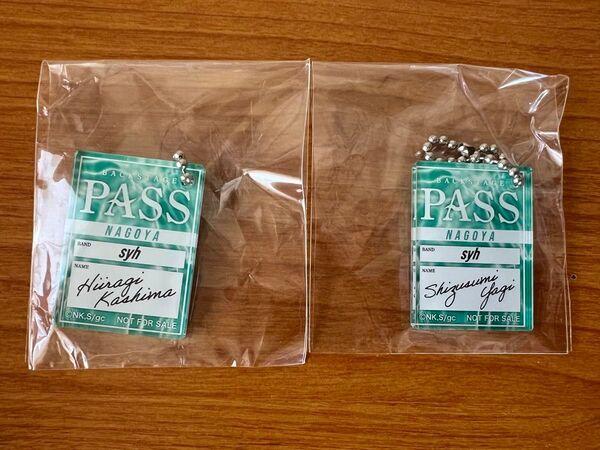 BACKSTAGE
PASS
NAGOYA
BAND
syh
NAME
Hiiragi
Kashima
©NK,S/gc NOT FOR SALE
BACKSTAGE
PASS
NAGOYA
BAND
syh
NAME
Shizusumi
Yagi
©NK,S/gc NOT FOR SALE